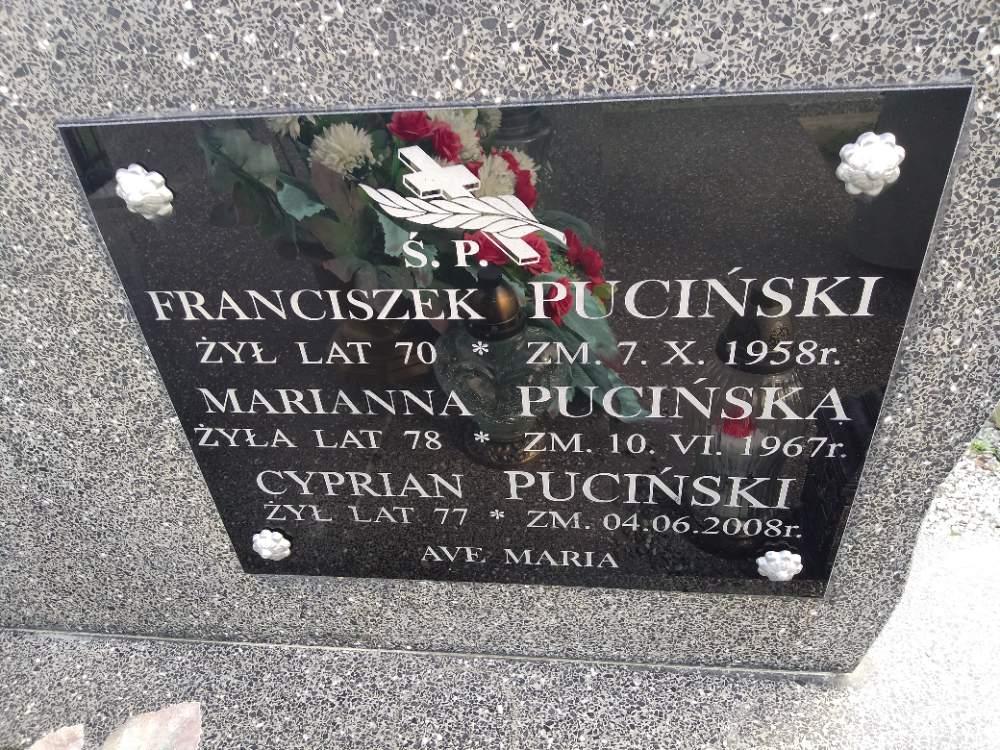 Ś. P.
FRANCISZEK PUCIŃSKI
ŻYŁ LAT 70 * ZM. 7. X. 1958r.
MARIANNA PUCIŃSKA
ŻYŁA LAT 78 * ZM. 10. VI. 1967r.
CYPRIAN PUCIŃSKI
ŻYŁ LAT 77 * ZM. 04.06.2008r.
AVE MARIA